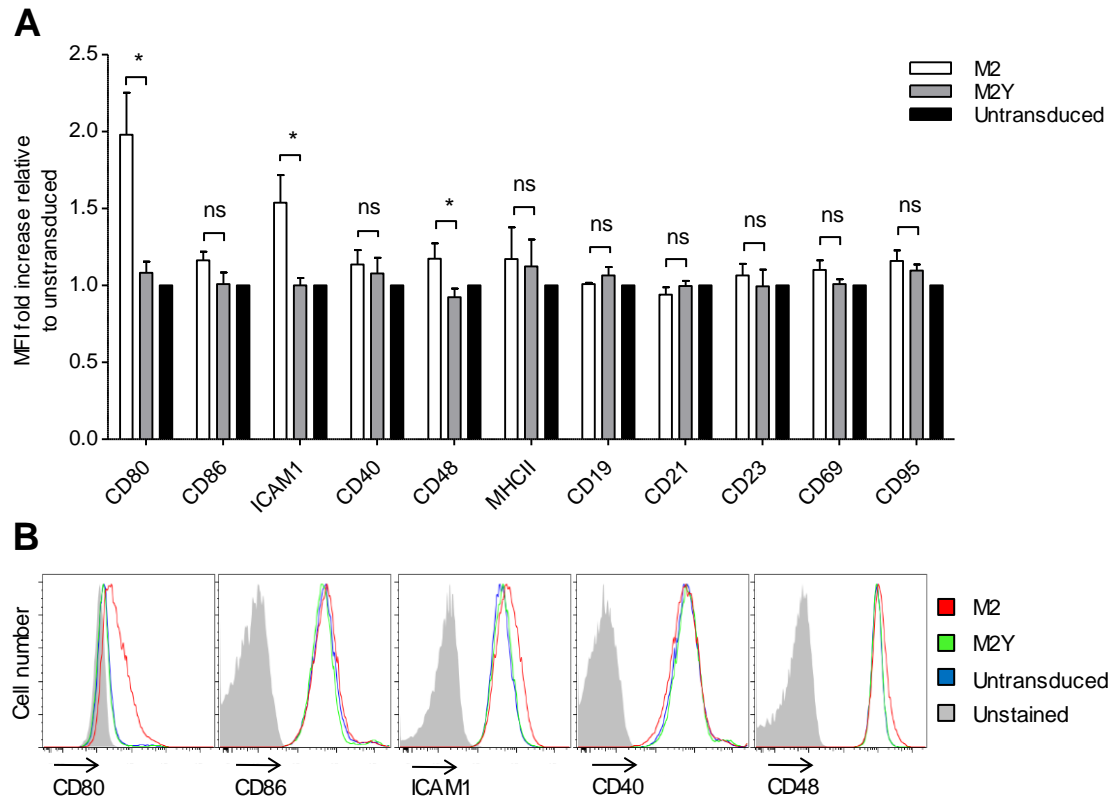 A
MFI fold increase relative
to unstransduced
2.5
2.0
1.5
1.0
0.5
0.0
*
ns
*
ns
*
ns
ns
ns
ns
ns
ns
M2
M2Y
Untransduced
CD80
CD86
ICAM1
CD40
CD48
MHCII
CD19
CD21
CD23
CD69
CD95
B
Cell number
CD80
CD86
ICAM1
CD40
CD48
M2
M2Y
Untransduced
Unstained